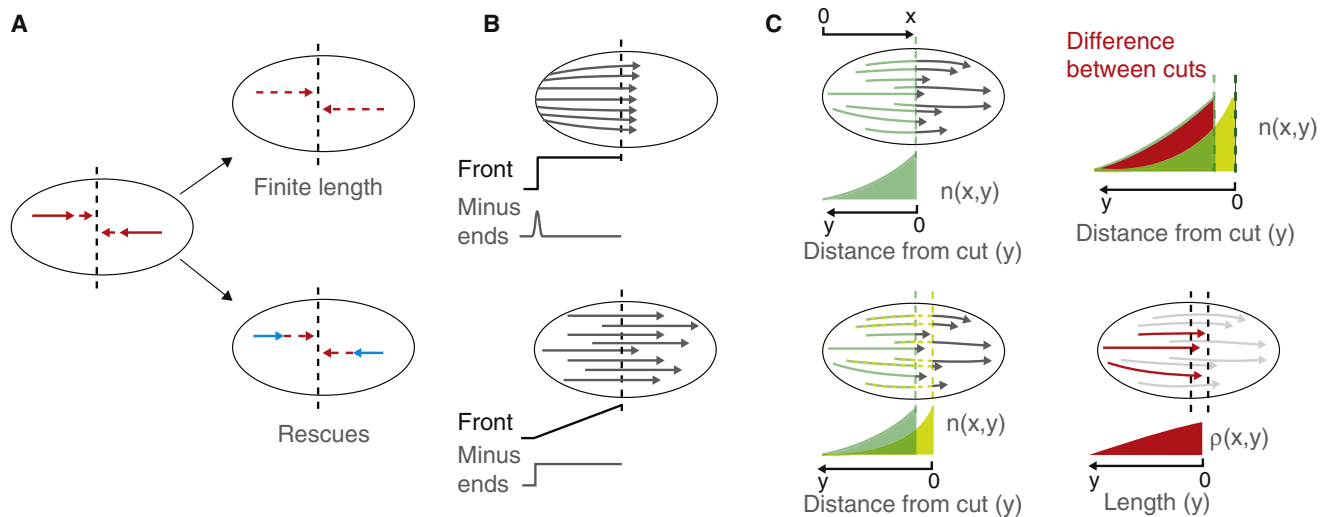 A
Finite length
Rescues
B
Front
Minus
ends
Front
Minus
ends
C
0 x
n(x,y)
y 0
Distance from cut (y)
Difference
between cuts
n(x,y)
y 0
Distance from cut (y)
n(x,y)
y 0
Distance from cut (y)
ρ(x,y)
y 0
Length (y)